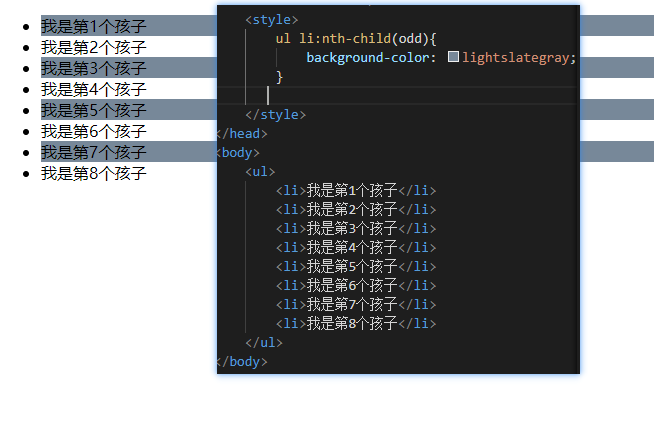 我是第1个孩子
我是第2个孩子
我是第3个孩子
我是第4个孩子
我是第5个孩子
我是第6个孩子
我是第7个孩子
我是第8个孩子
<style>
ul li:nth-child(odd){
background-color: lightslategray;
}
</style>
</head>
<body>
<ul>
<li>我是第1个孩子</li>
<li>我是第2个孩子</li>
<li>我是第3个孩子</li>
<li>我是第4个孩子</li>
<li>我是第5个孩子</li>
<li>我是第6个孩子</li>
<li>我是第7个孩子</li>
<li>我是第8个孩子</li>
</ul>
</body>